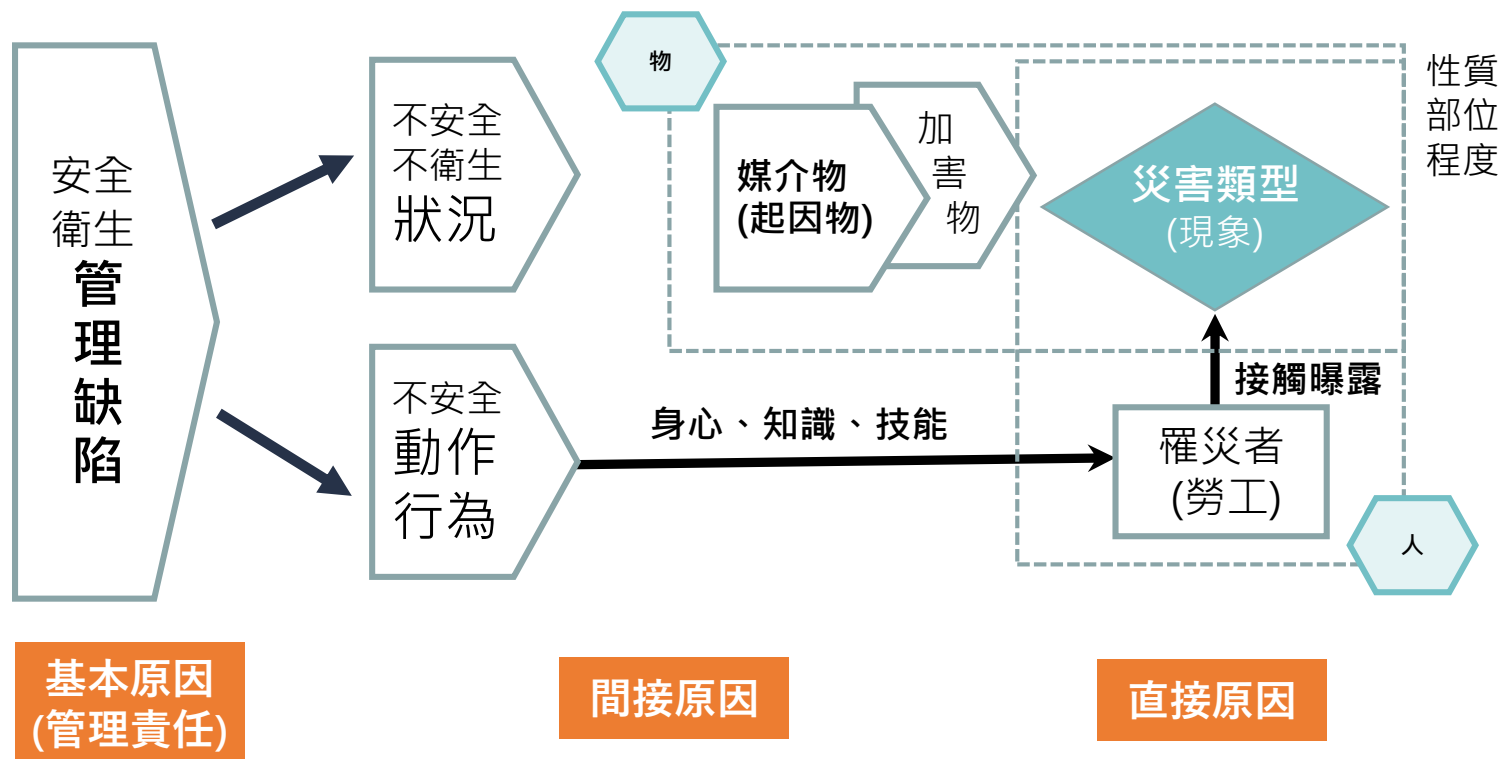 安全
衛生
管
理
缺
陷
不安全
不衛生
狀況
物
媒介物
(起因物)
加
害
物
災害類型
(現象)
性質
部位
程度
不安全
動作
行為
身心、知識、技能
接觸曝露
罹災者
(勞工)
人
基本原因
(管理責任)
間接原因
直接原因